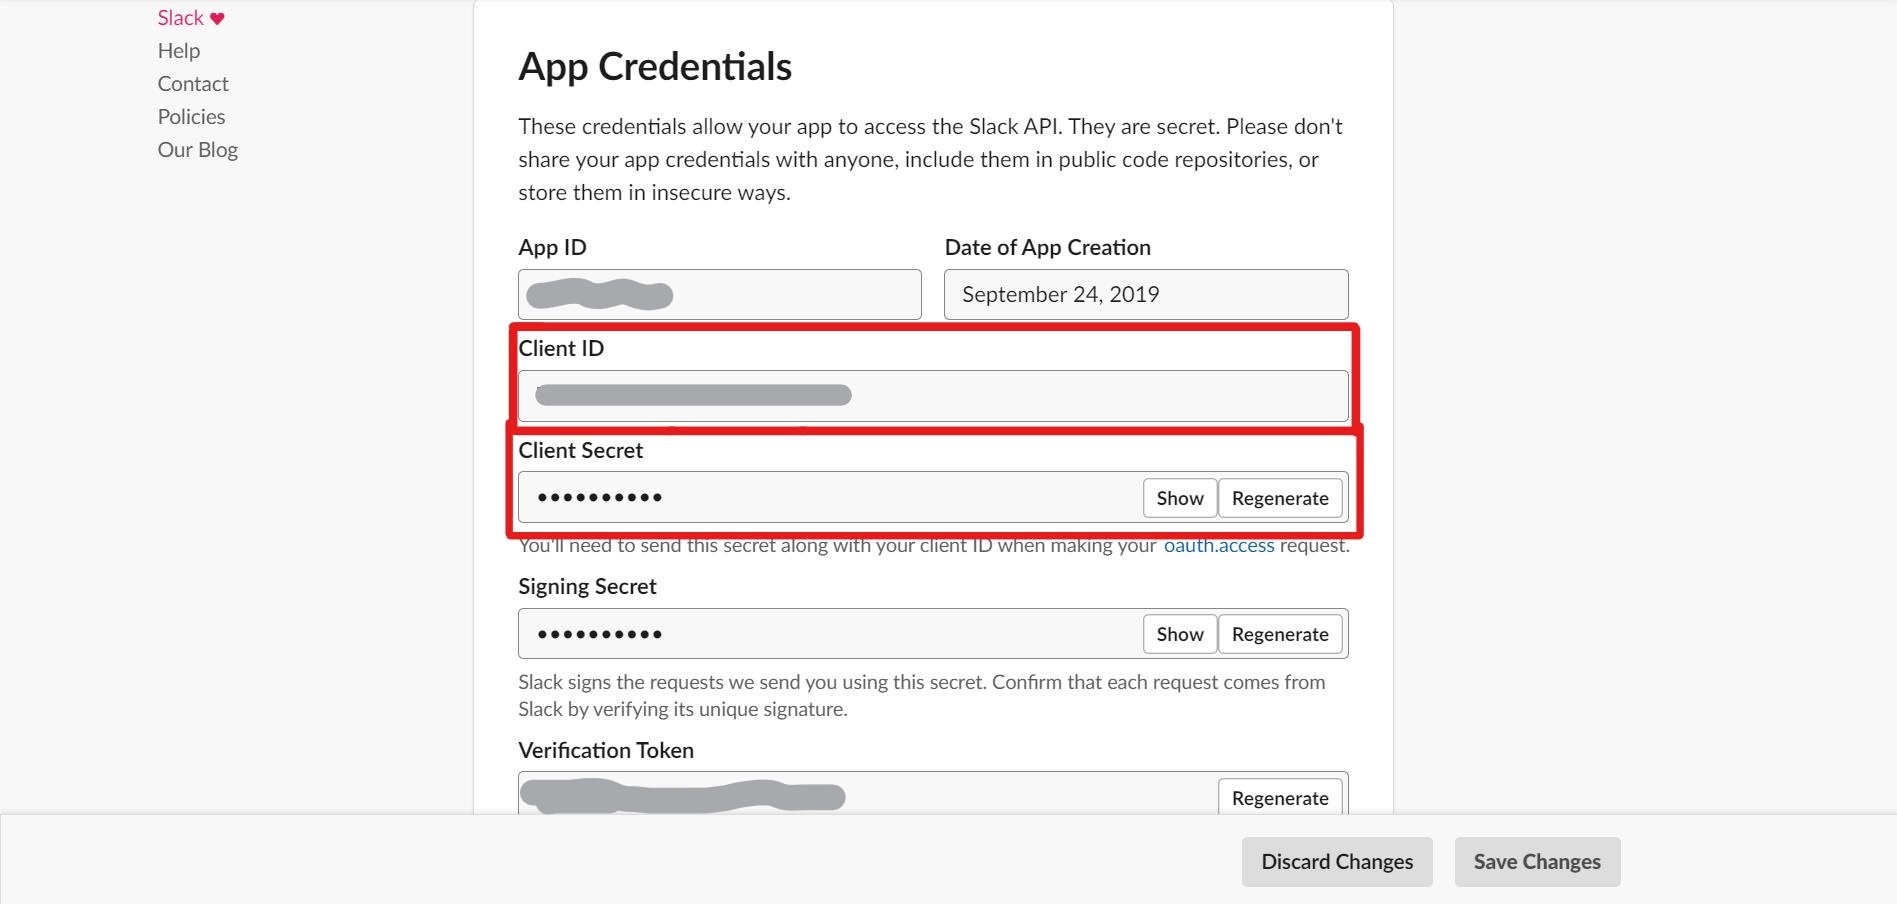 Slack ♥
Help
Contact
Policies
Our Blog
App Credentials
These credentials allow your app to access the Slack API. They are secret. Please don't
share your app credentials with anyone, include them in public code repositories, or
store them in insecure ways.
App ID
Date of App Creation
September 24, 2019
Client ID
Client Secret
••••••••••
Show
Regenerate
You'll need to send this secret along with your client ID when making your oauth.access request.
Signing Secret
••••••••••
Show
Regenerate
Slack signs the requests we send you using this secret. Confirm that each request comes from
Slack by verifying its unique signature.
Verification Token
Regenerate
Discard Changes
Save Changes